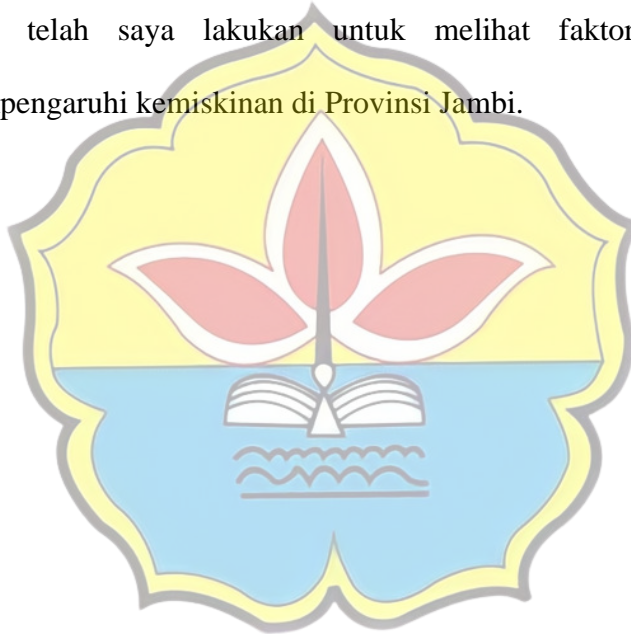 telah saya lakukan untuk melihat faktor
pengaruhi kemiskinan di Provinsi Jambi.